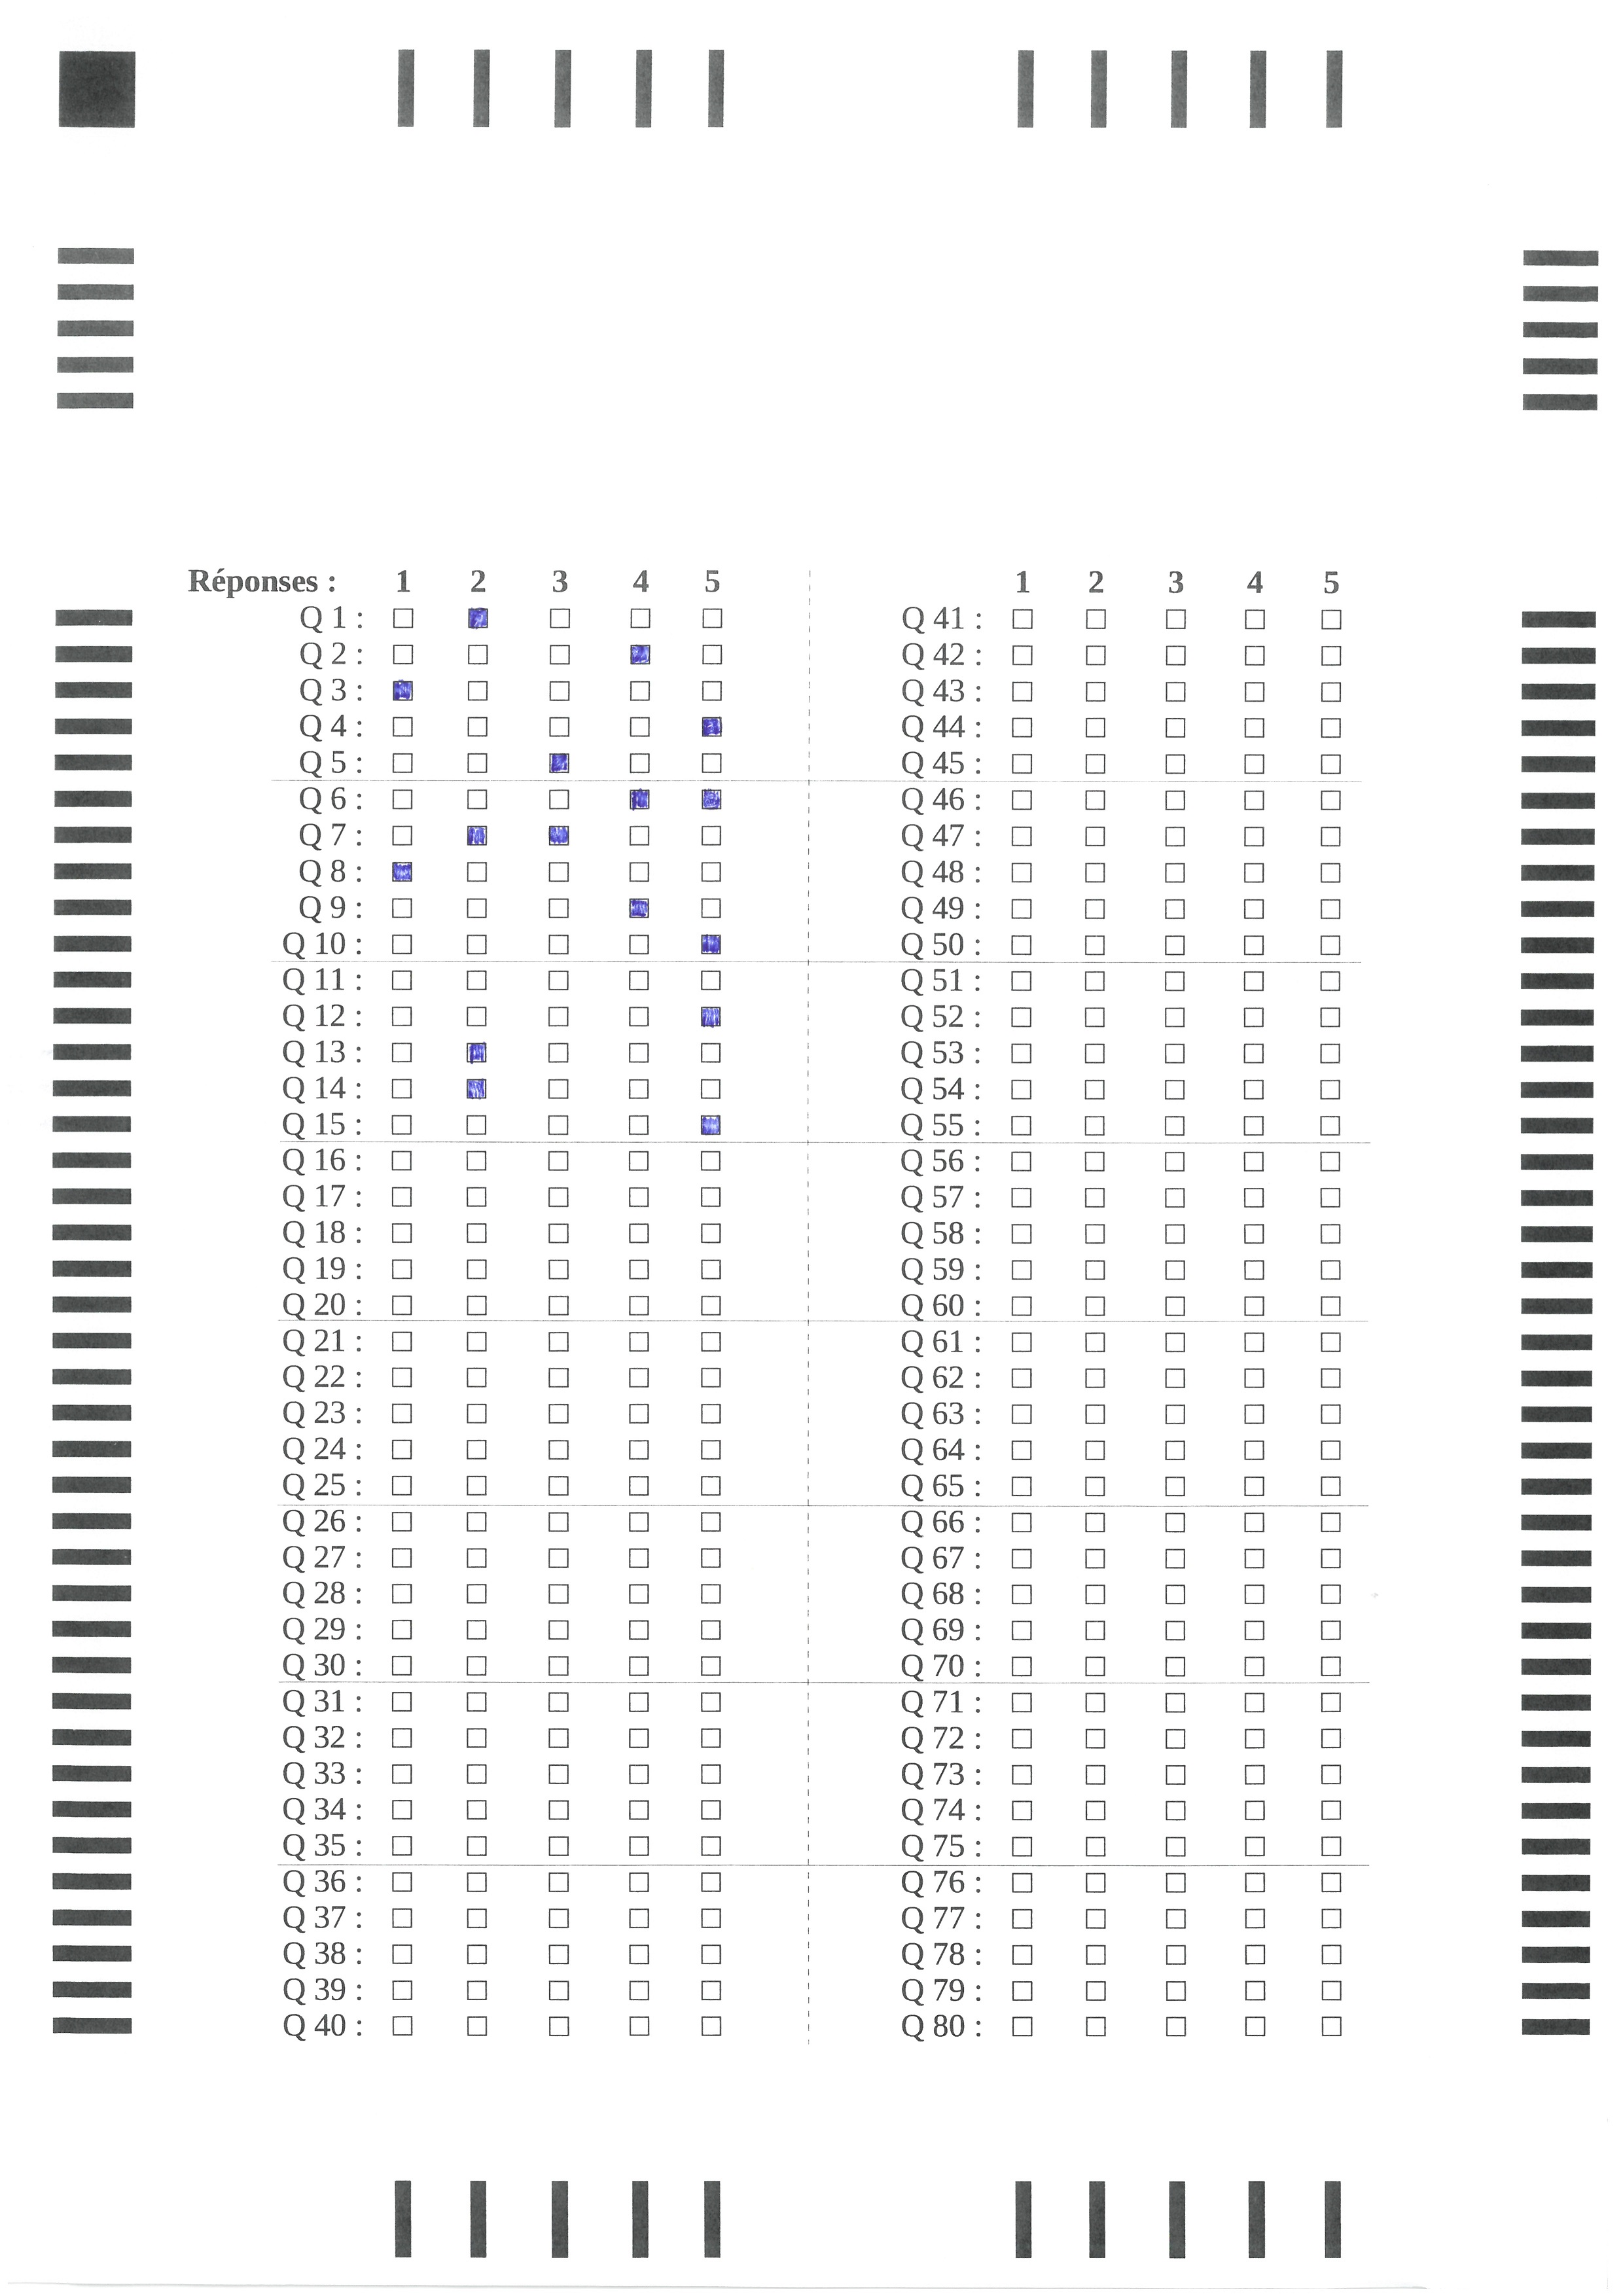 Réponses : 1 2 3 4 5
Q 1 :
Q 2 :
Q 3 :
Q 4 :
Q 5 :
Q 6 :
Q 7 :
Q 8 :
Q 9 :
Q 10 :
Q 11 :
Q 12 :
Q 13 :
Q 14 :
Q 15 :
Q 16 :
Q 17 :
Q 18 :
Q 19 :
Q 20 :
Q 21 :
Q 22 :
Q 23 :
Q 24 :
Q 25 :
Q 26 :
Q 27 :
Q 28 :
Q 29 :
Q 30 :
Q 31 :
Q 32 :
Q 33 :
Q 34 :
Q 35 :
Q 36 :
Q 37 :
Q 38 :
Q 39 :
Q 40 :
1 2 3 4 5
Q 41 :
Q 42 :
Q 43 :
Q 44 :
Q 45 :
Q 46 :
Q 47 :
Q 48 :
Q 49 :
Q 50 :
Q 51 :
Q 52 :
Q 53 :
Q 54 :
Q 55 :
Q 56 :
Q 57 :
Q 58 :
Q 59 :
Q 60 :
Q 61 :
Q 62 :
Q 63 :
Q 64 :
Q 65 :
Q 66 :
Q 67 :
Q 68 :
Q 69 :
Q 70 :
Q 71 :
Q 72 :
Q 73 :
Q 74 :
Q 75 :
Q 76 :
Q 77 :
Q 78 :
Q 79 :
Q 80 :